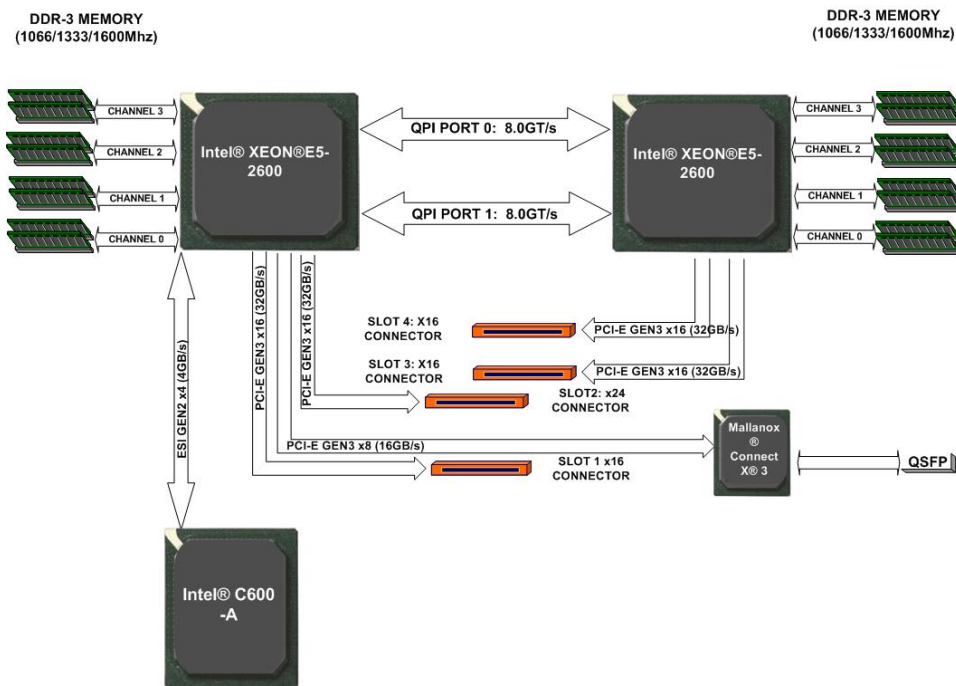 DDR-3 MEMORY
(1066/1333/1600Mhz)
DDR-3 MEMORY
(1066/1333/1600Mhz)
CHANNEL 3
CHANNEL 2
CHANNEL 1
CHANNEL 0
Intel® XEON®E5-
2600
QPI PORT 0:  8.0GT/s
QPI PORT 1:  8.0GT/s
Intel® XEON®E5-
2600
CHANNEL 3
CHANNEL 2
CHANNEL 1
CHANNEL 0
ESI GEN2 x4 (4GB/s)
PCI-E GEN3 x16 (32GB/s)
PCI-E GEN3 x16 (32GB/s)
SLOT 4: X16
CONNECTOR
PCI-E GEN3 x16 (32GB/s)
SLOT 3: X16
CONNECTOR
PCI-E GEN3 x16 (32GB/s)
SLOT2: x24
CONNECTOR
PCI-E GEN3 x8 (16GB/s)
SLOT 1 x16
CONNECTOR
Mallanox
®
Connect
X® 3
QSFP
Intel® C600
-A